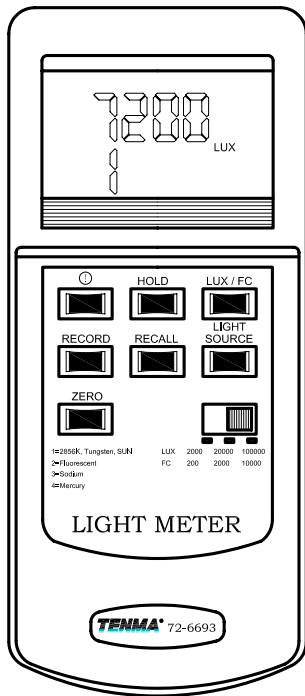 7200
LUX
1
HOLD LUX / FC
LIGHT
RECORD RECALL SOURCE
ZERO
1=2856K, Tungsten, SUN LUX 2000 20000 100000
2=Fluorescent FC 200 2000 10000
3=Sodium
4=Mercury
LIGHT METER
TENMA® 72-6693